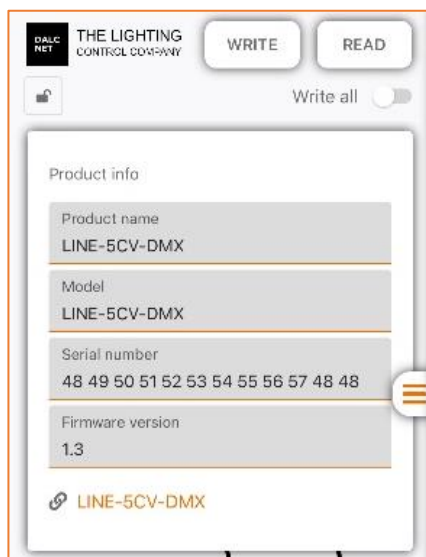 DALC
NET
THE LIGHTING
CONTROL COMPANY
WRITE
READ
Write all
Product info
Product name
LINE-5CV-DMX
Model
LINE-5CV-DMX
Serial number
48 49 50 51 52 53 54 55 56 57 48 48
Firmware version
1.3
LINE-5CV-DMX